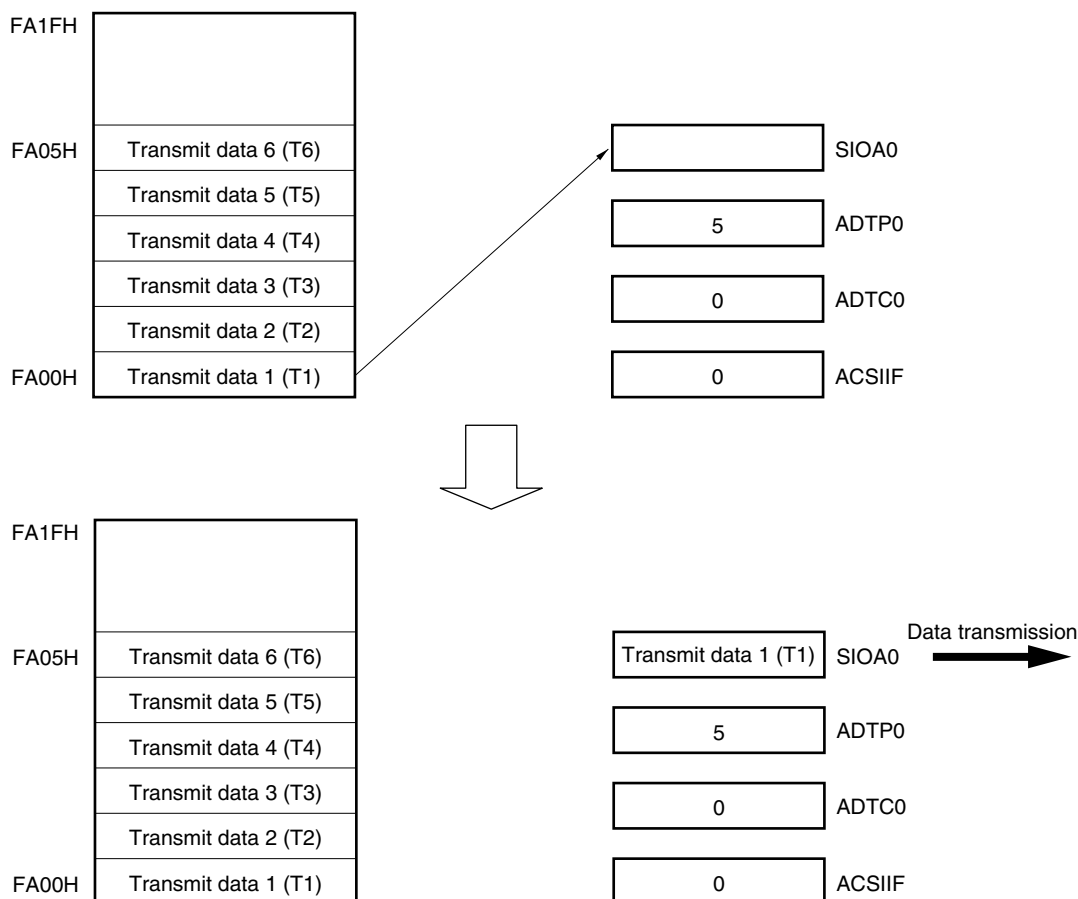 FA1FH
FA05H Transmit data 6 (T6) SIOA0
Transmit data 5 (T5)
5 ADTP0
Transmit data 4 (T4)
Transmit data 3 (T3)
0 ADTC0
Transmit data 2 (T2)
FA00H Transmit data 1 (T1) 0 ACSIIF
FA1FH
Data transmission
FA05H Transmit data 6 (T6) Transmit data 1 (T1) SIOA0
Transmit data 5 (T5)
5 ADTP0
Transmit data 4 (T4)
Transmit data 3 (T3)
0 ADTC0
Transmit data 2 (T2)
FA00H Transmit data 1 (T1) 0 ACSIIF